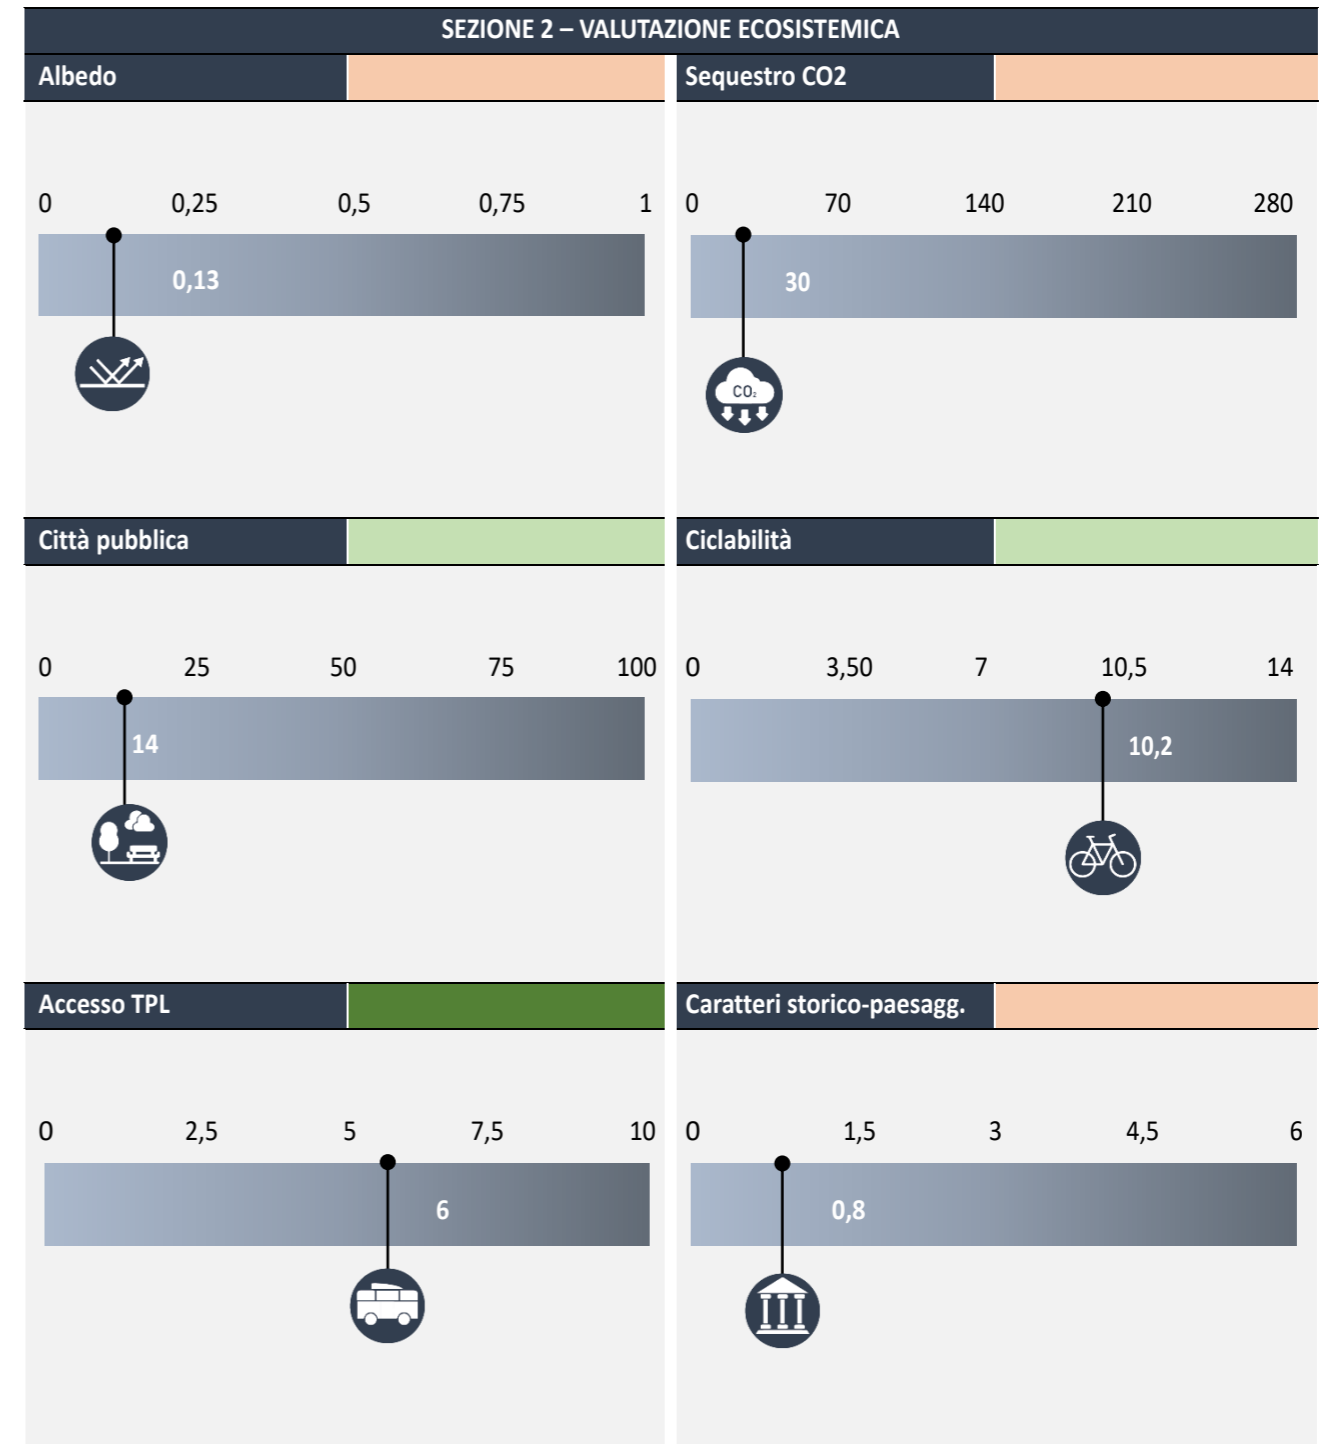 SEZIONE 2 – VALUTAZIONE ECOSISTEMICA
Albedo
0 0,25 0,5 0,75 1
0,13
Sequestro CO2
0 70 140 210 280
30
CO₂
Città pubblica
0 25 50 75 100
14
Ciclabilità
0 3,50 7 10,5 14
10,2
Accesso TPL
0 2,5 5 7,5 10
6
Caratteri storico-paesagg.
0 1,5 3 4,5 6
0,8